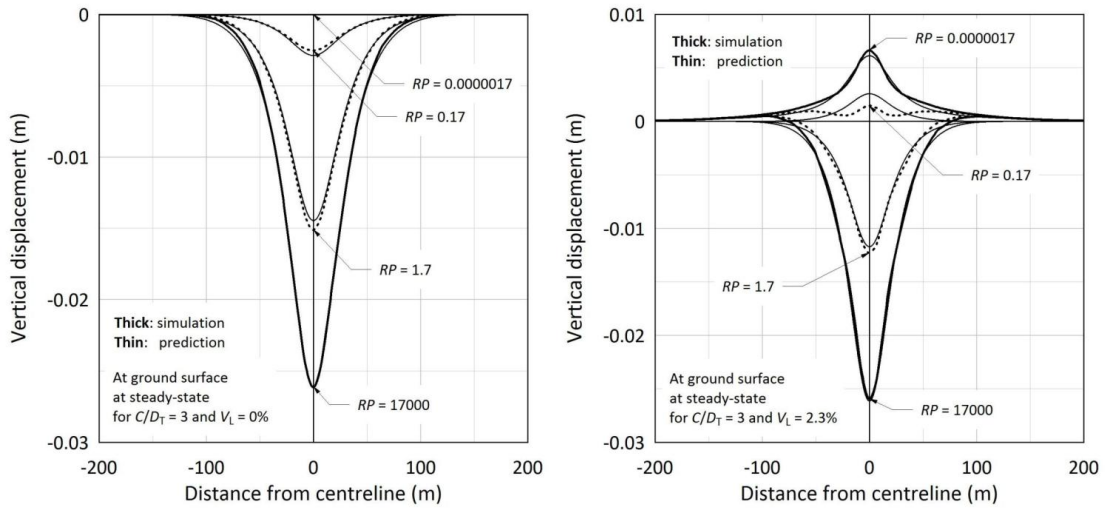 0
-0.01
-0.02
-0.03
-200
-100
0
100
200
Vertical displacement (m)
Distance from centreline (m)
RP = 0.0000017
RP = 0.17
RP = 1.7
RP = 17000
Thick: simulation
Thin: prediction
At ground surface
at steady-state
for C/DT = 3 and VL = 0%
0.01
0
-0.01
-0.02
-0.03
-200
-100
0
100
200
Vertical displacement (m)
Distance from centreline (m)
Thick: simulation
Thin: prediction
RP = 0.0000017
RP = 0.17
RP = 1.7
RP = 17000
At ground surface
at steady-state
for C/DT = 3 and VL = 2.3%